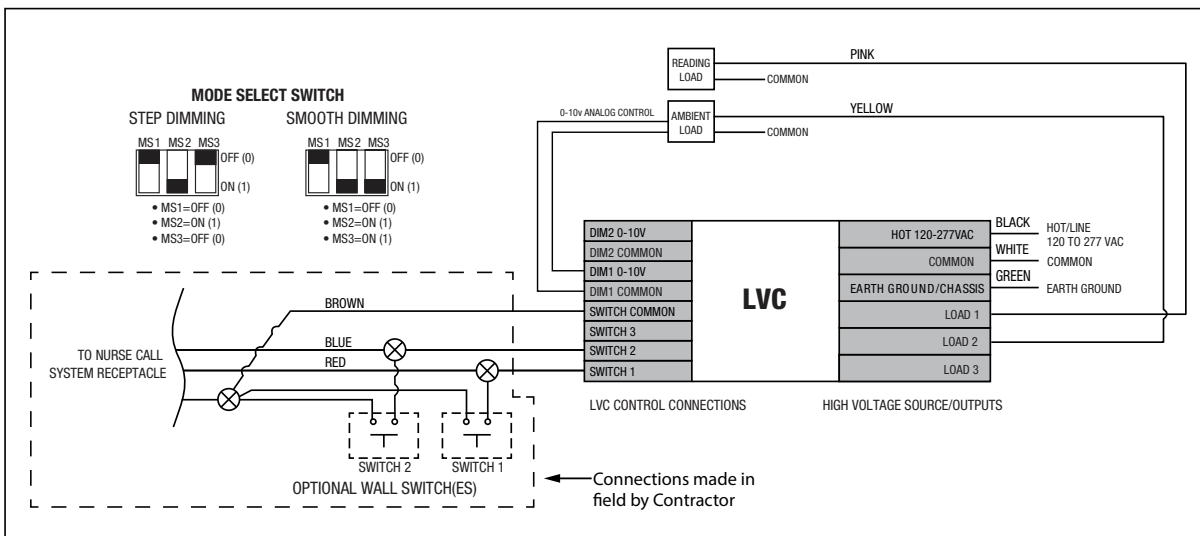 READING
LOAD
PINK
COMMON
0-10v ANALOG CONTROL
AMBIENT
LOAD
YELLOW
COMMON
MODE SELECT SWITCH
STEP DIMMING
MS1 MS2 MS3
OFF (0)
ON (1)
• MS1=OFF (0)
• MS2=ON (1)
• MS3=OFF (0)
SMOOTH DIMMING
MS1 MS2 MS3
OFF (0)
ON (1)
• MS1=OFF (0)
• MS2=ON (1)
• MS3=ON (1)
DIM2 0-10V
DIM2 COMMON
DIM1 0-10V
DIM1 COMMON
SWITCH COMMON
SWITCH 3
SWITCH 2
SWITCH 1
LVC
HOT 120-277VAC
COMMON
EARTH GROUND/CHASSIS
LOAD 1
LOAD 2
LOAD 3
BLACK
HOT/LINE
120 TO 277 VAC
WHITE
COMMON
GREEN
EARTH GROUND
LVC CONTROL CONNECTIONS
HIGH VOLTAGE SOURCE/OUTPUTS
BROWN
BLUE
RED
TO NURSE CALL
SYSTEM RECEPTACLE
SWITCH 2
SWITCH 1
OPTIONAL WALL SWITCH(ES)
Connections made in
field by Contractor